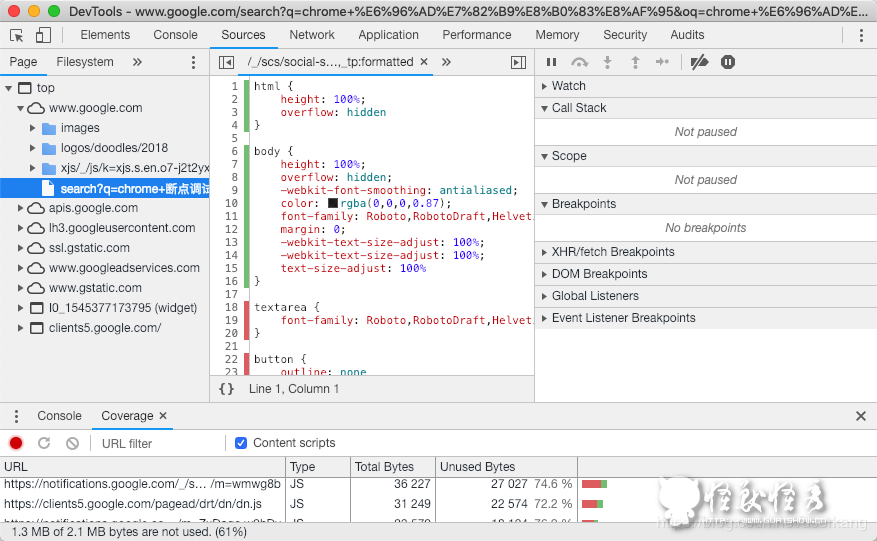 DevTools - www.google.com/search?q=chrome+%E6%96%AD%E7%82%B9%E8%B0%83%E8%AF%95&oq=chrome+%E6%96%AD%E...
Elements Console Sources Network Application Performance Memory Security Audits
Page Filesystem »
/_/scs/social-s…,_tp:formatted × »
top
www.google.com
images
logos/doodles/2018
xjs/_/js/k=xjs.s.en.o7-j2t2yx
search?q=chrome+断点调试
apis.google.com
lh3.googleusercontent.com
ssl.gstatic.com
www.googleadservices.com
www.gstatic.com
I0_1545377173795 (widget)
clients5.google.com/
1 html {
2 height: 100%;
3 overflow: hidden
4 }
5
6 body {
7 height: 100%;
8 overflow: hidden;
9 -webkit-font-smoothing: antialiased;
10 color: rgba(0,0,0,0.87);
11 font-family: Roboto,RobotoDraft,Helvet
12 margin: 0;
13 -webkit-text-size-adjust: 100%;
14 -webkit-text-size-adjust: 100%;
15 text-size-adjust: 100%
16 }
17
18 textarea {
19 font-family: Roboto,RobotoDraft,Helvet
20 }
21
22 button {
23 outline: none
{} Line 1, Column 1
Watch
Call Stack
Not paused
Scope
Not paused
Breakpoints
No breakpoints
XHR/fetch Breakpoints
DOM Breakpoints
Global Listeners
Event Listener Breakpoints
Console Coverage × ×
URL filter Content scripts
URL Type Total Bytes Unused Bytes
https://notifications.google.com/_/s… /m=wmwg8b JS 36 227 27 027 74.6 %
https://clients5.google.com/pagead/drt/dn/dn.js JS 31 249 22 574 72.2 %
1.3 MB of 2.1 MB bytes are not used. (61%)